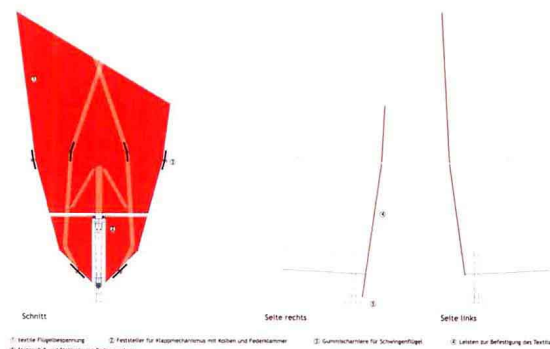 Schnitt
Seite rechts
Seite links
① textile Flügelbespannung ② Feststeller für Klappmechanismus mit Kolben und Federklammer ③ Gummischarniere für Schwingenflügel ④ Leisten zur Befestigung des Textils